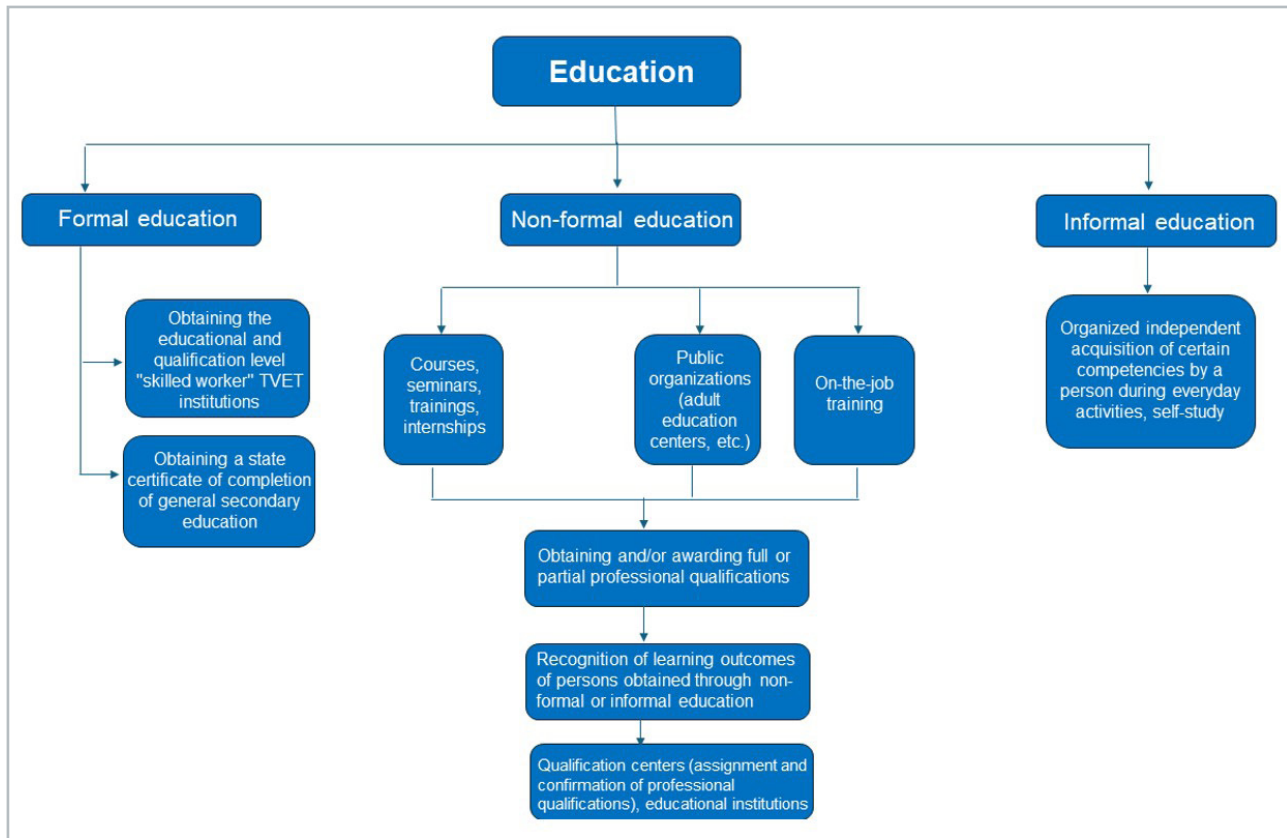 Education
Formal education
Non-formal education
Informal education
Obtaining the
educational and
qualification level
"skilled worker" TVET
institutions
Obtaining a state
certificate of completion
of general secondary
education
Courses,
seminars,
trainings,
internships
Public
organizations
(adult
education
centers, etc.)
On-the-job
training
Organized independent
acquisition of certain
competencies by a
person during everyday
activities, self-study
Obtaining and/or awarding full or
partial professional qualifications
Recognition of learning outcomes
of persons obtained through non-
formal or informal education
Qualification centers (assignment and
confirmation of professional
qualifications), educational institutions